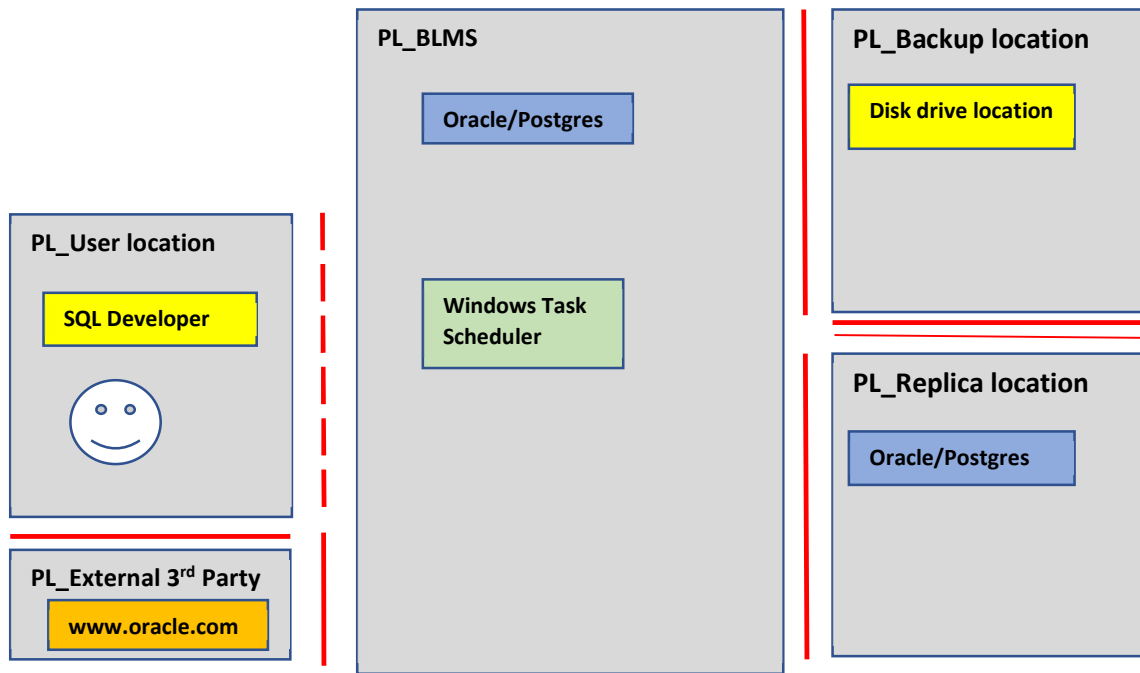 PL_BLMS
Oracle/Postgres
Windows Task
Scheduler
PL_Backup location
Disk drive location
PL_User location
SQL Developer
PL_Replica location
Oracle/Postgres
PL_External 3rd Party
www.oracle.com